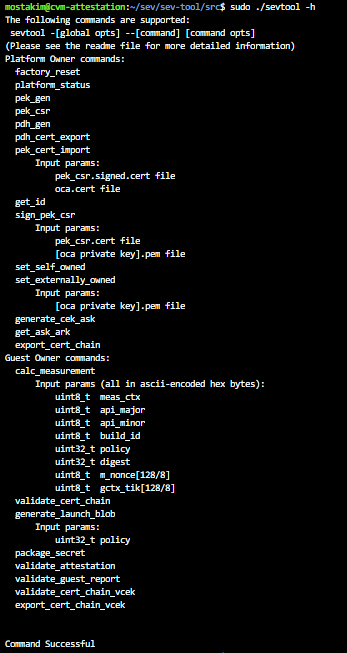 mostakim@cvm-attestation:~/sev/sev-tool/src$ sudo ./sevtool -h
The following commands are supported:
 sevtool -[global opts] --[command] [command opts]
(Please see the readme file for more detailed information)
Platform Owner commands:
  factory_reset
  platform_status
  pek_gen
  pek_csr
  pdh_gen
  pdh_cert_export
  pek_cert_import
      Input params:
          pek_csr.signed.cert file
          oca.cert file
  get_id
  sign_pek_csr
      Input params:
          pek_csr.cert file
          [oca private key].pem file
  set_self_owned
  set_externally_owned
      Input params:
          [oca private key].pem file
  generate_cek_ask
  get_ask_ark
  export_cert_chain
Guest Owner commands:
  calc_measurement
      Input params (all in ascii-encoded hex bytes):
          uint8_t  meas_ctx
          uint8_t  api_major
          uint8_t  api_minor
          uint8_t  build_id
          uint32_t policy
          uint32_t digest
          uint8_t  m_nonce[128/8]
          uint8_t  gctx_tik[128/8]
  validate_cert_chain
  generate_launch_blob
      Input params:
          uint32_t policy
  package_secret
  validate_attestation
  validate_guest_report
  validate_cert_chain_vcek
  export_cert_chain_vcek
Command Successful